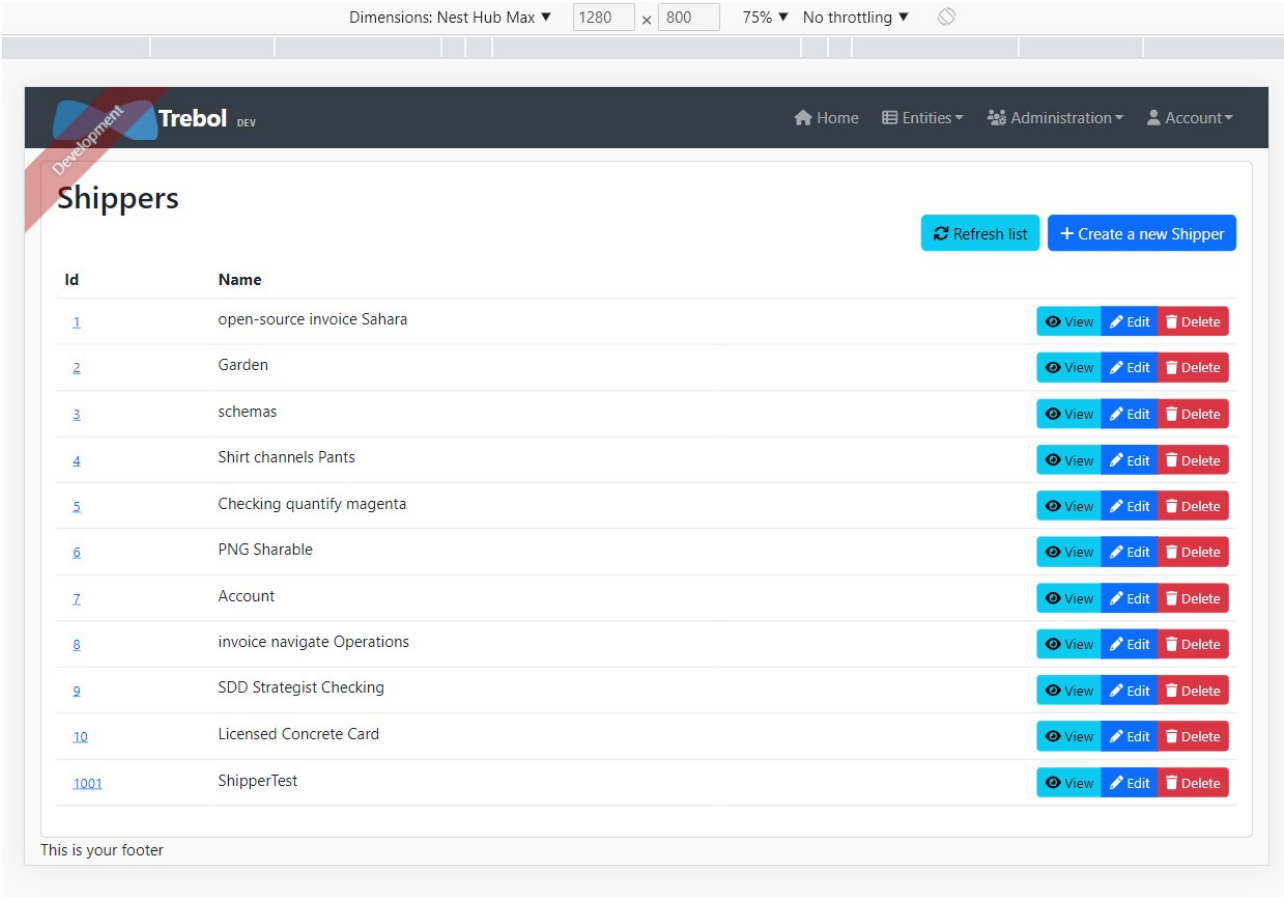 Dimensions: Nest Hub Max ▼ 1280 × 800 75% ▼ No throttling ▼
Development
Trebol DEV Home Entities Administration Account
Shippers
Refresh list + Create a new Shipper
Id Name
1 open-source invoice Sahara View Edit Delete
2 Garden View Edit Delete
3 schemas View Edit Delete
4 Shirt channels Pants View Edit Delete
5 Checking quantify magenta View Edit Delete
6 PNG Sharable View Edit Delete
7 Account View Edit Delete
8 invoice navigate Operations View Edit Delete
9 SDD Strategist Checking View Edit Delete
10 Licensed Concrete Card View Edit Delete
1001 ShipperTest View Edit Delete
This is your footer